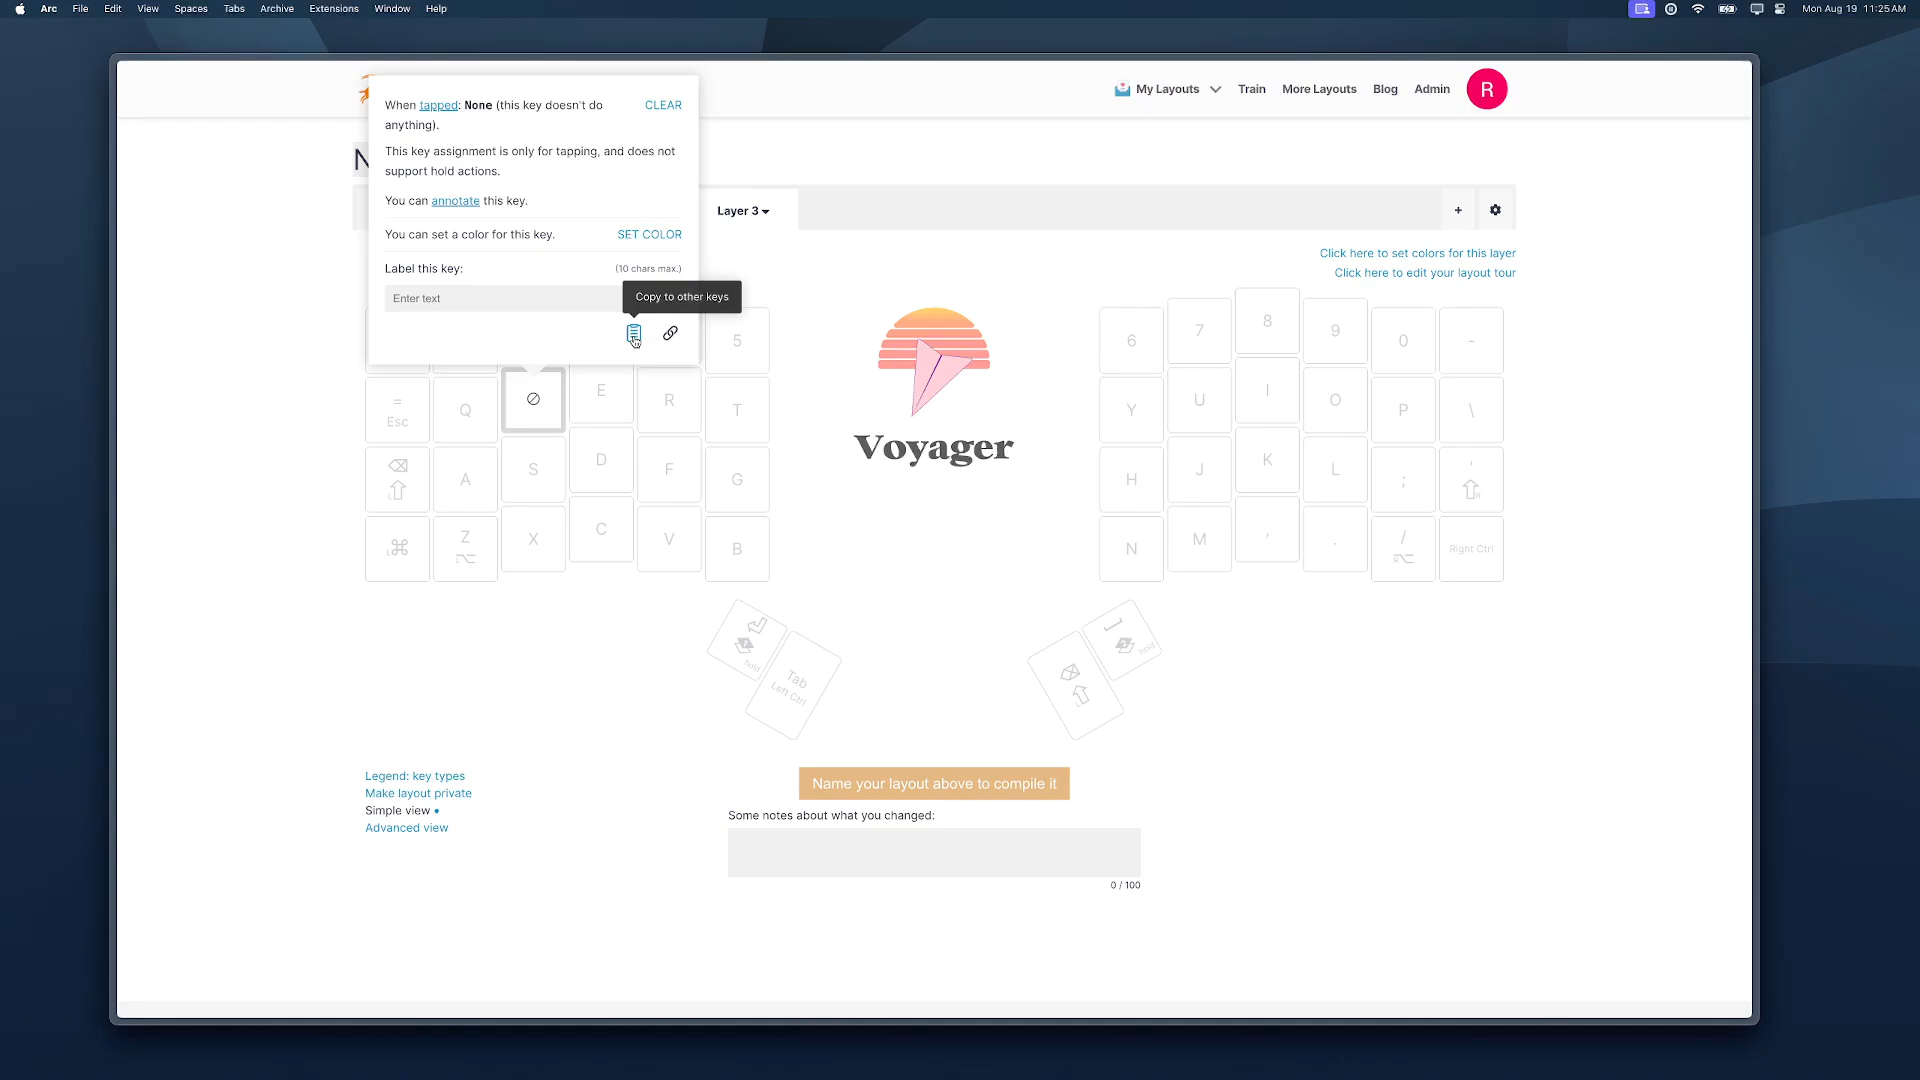 Arc File Edit View Spaces Tabs Archive Extensions Window Help Mon Aug 19 11:25 AM
My Layouts Train More Layouts Blog Admin R
When tapped: None (this key doesn't do anything). CLEAR
This key assignment is only for tapping, and does not
support hold actions.
You can annotate this key.
You can set a color for this key. SET COLOR
Label this key: (10 chars max.)
Enter text
Copy to other keys
N
Layer 3
+
Click here to set colors for this layer
Click here to edit your layout tour
5 6 7 8 9 0 -
=
Esc
Q E R T Y U I O P \
A S D F G H J K L ; '
L
R
L
Z
L
X C V B N M , . /
R
Right Ctrl
hold
Tab
Left Ctrl
]
hold
L
Voyager
Name your layout above to compile it
Legend: key types
Make layout private
Simple view •
Advanced view
Some notes about what you changed:
0 / 100